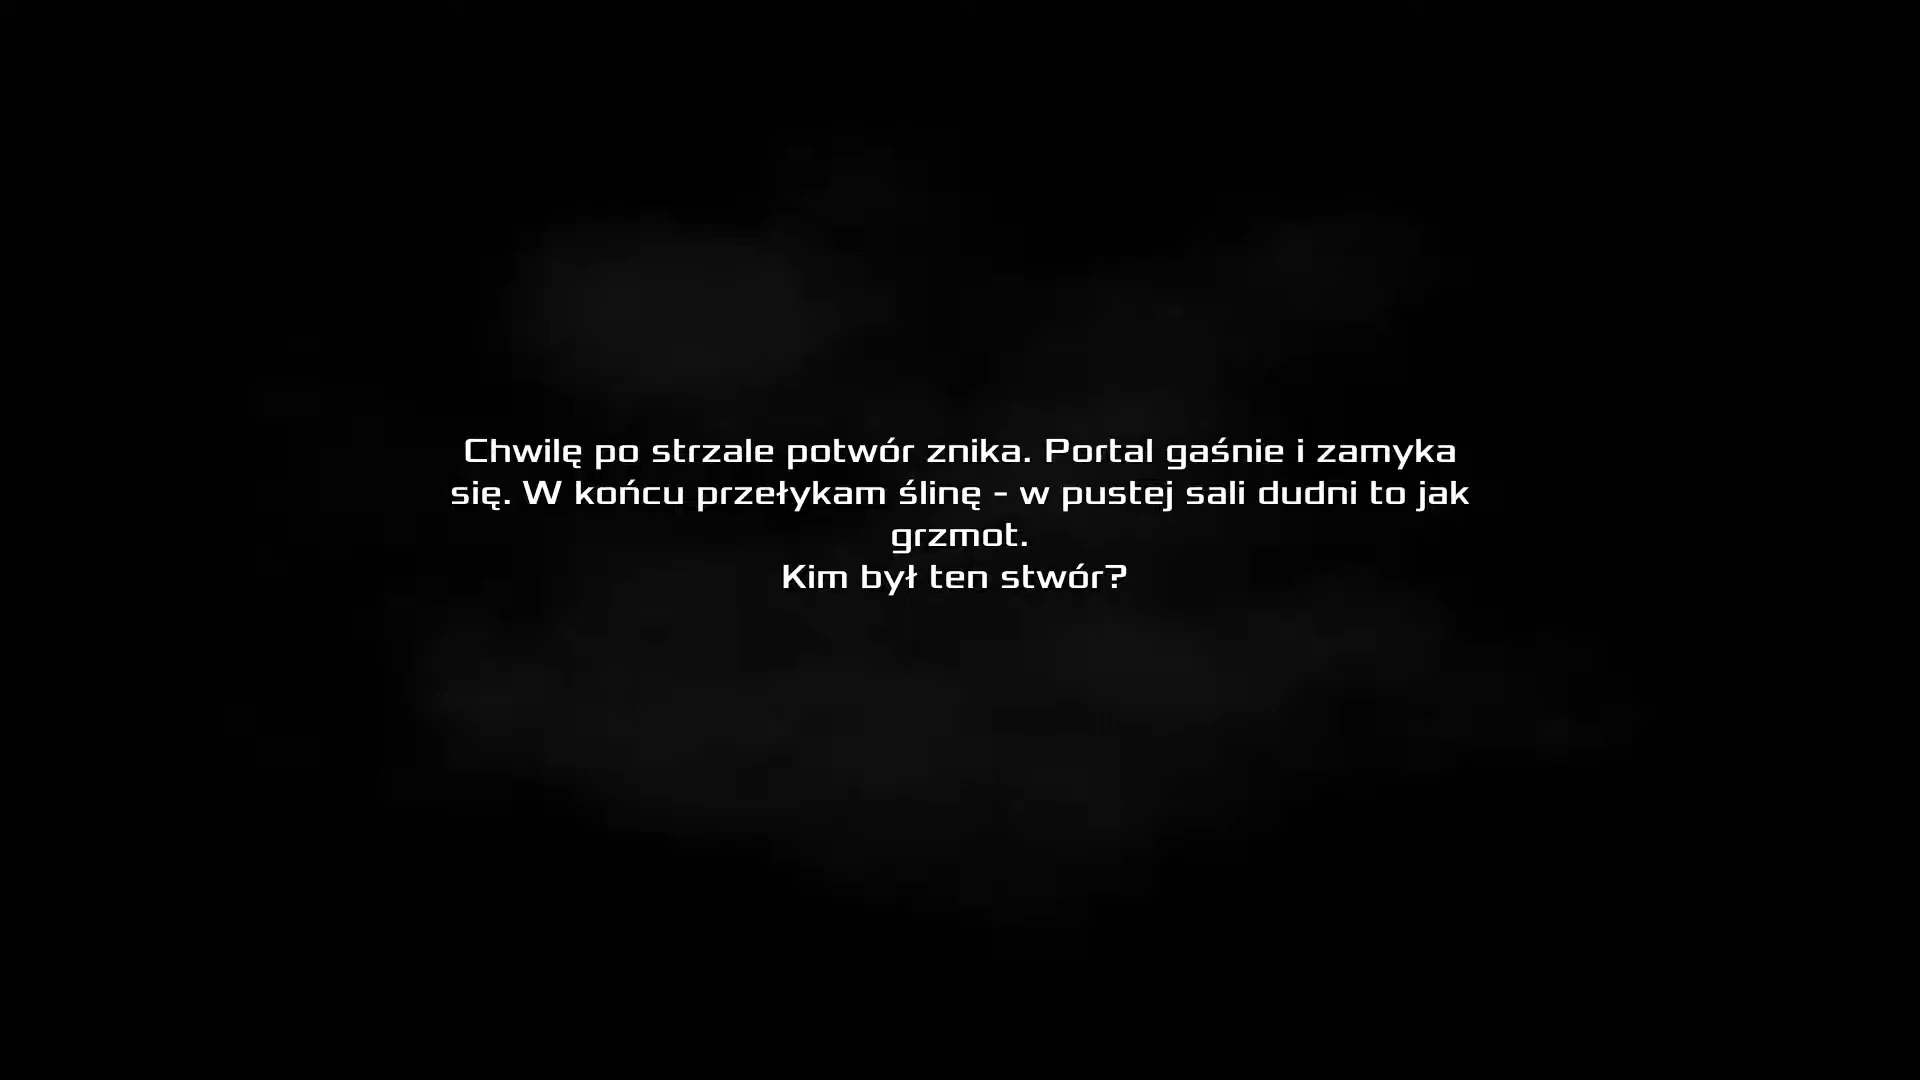 Chwilę po strzale potwór znika. Portal gaśnie i zamyka
się. W końcu przełykam ślinę - w pustej sali dudni to jak
grzmot.
Kim był ten stwór?